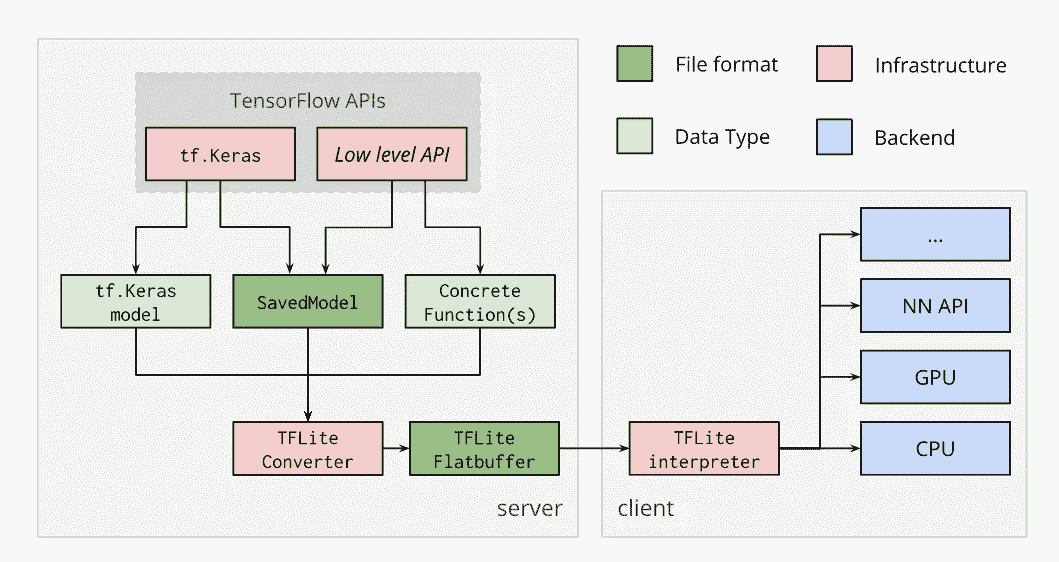 File format
Infrastructure
Data Type
Backend
TensorFlow APIs
tf.Keras
Low level API
tf.Keras
model
SavedModel
Concrete
Function(s)
TFLite
Converter
TFLite
Flatbuffer
server
TFLite
interpreter
client
...
NN API
GPU
CPU